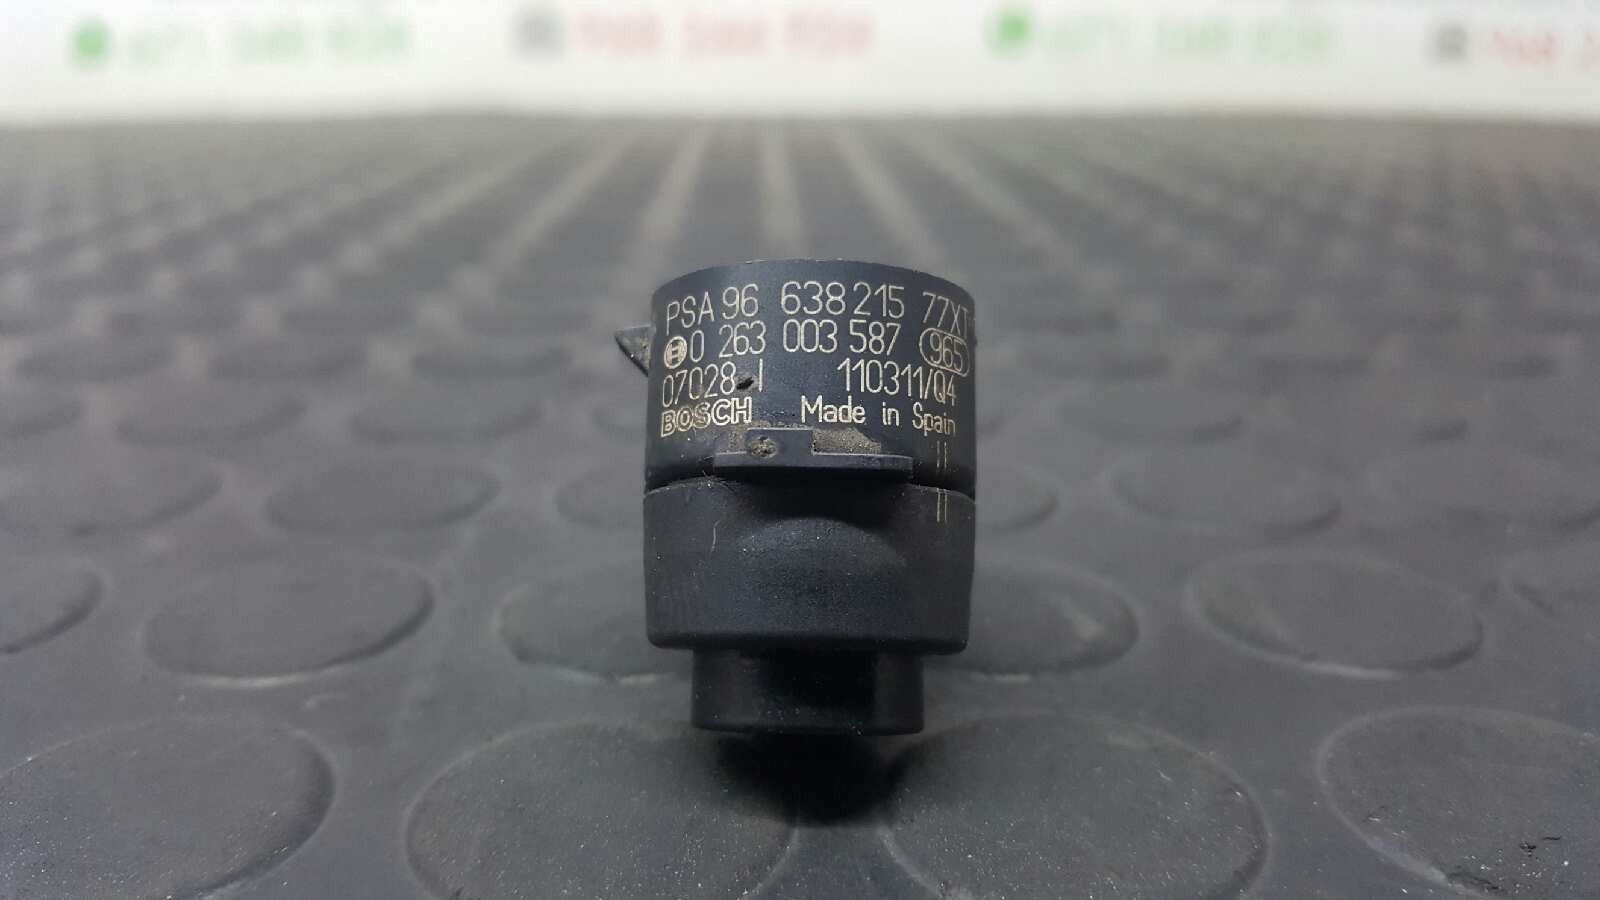 PSA 96 638 215 77XT
0 263 003 587 965
07028 I 110311/Q4
BOSCH Made in Spain